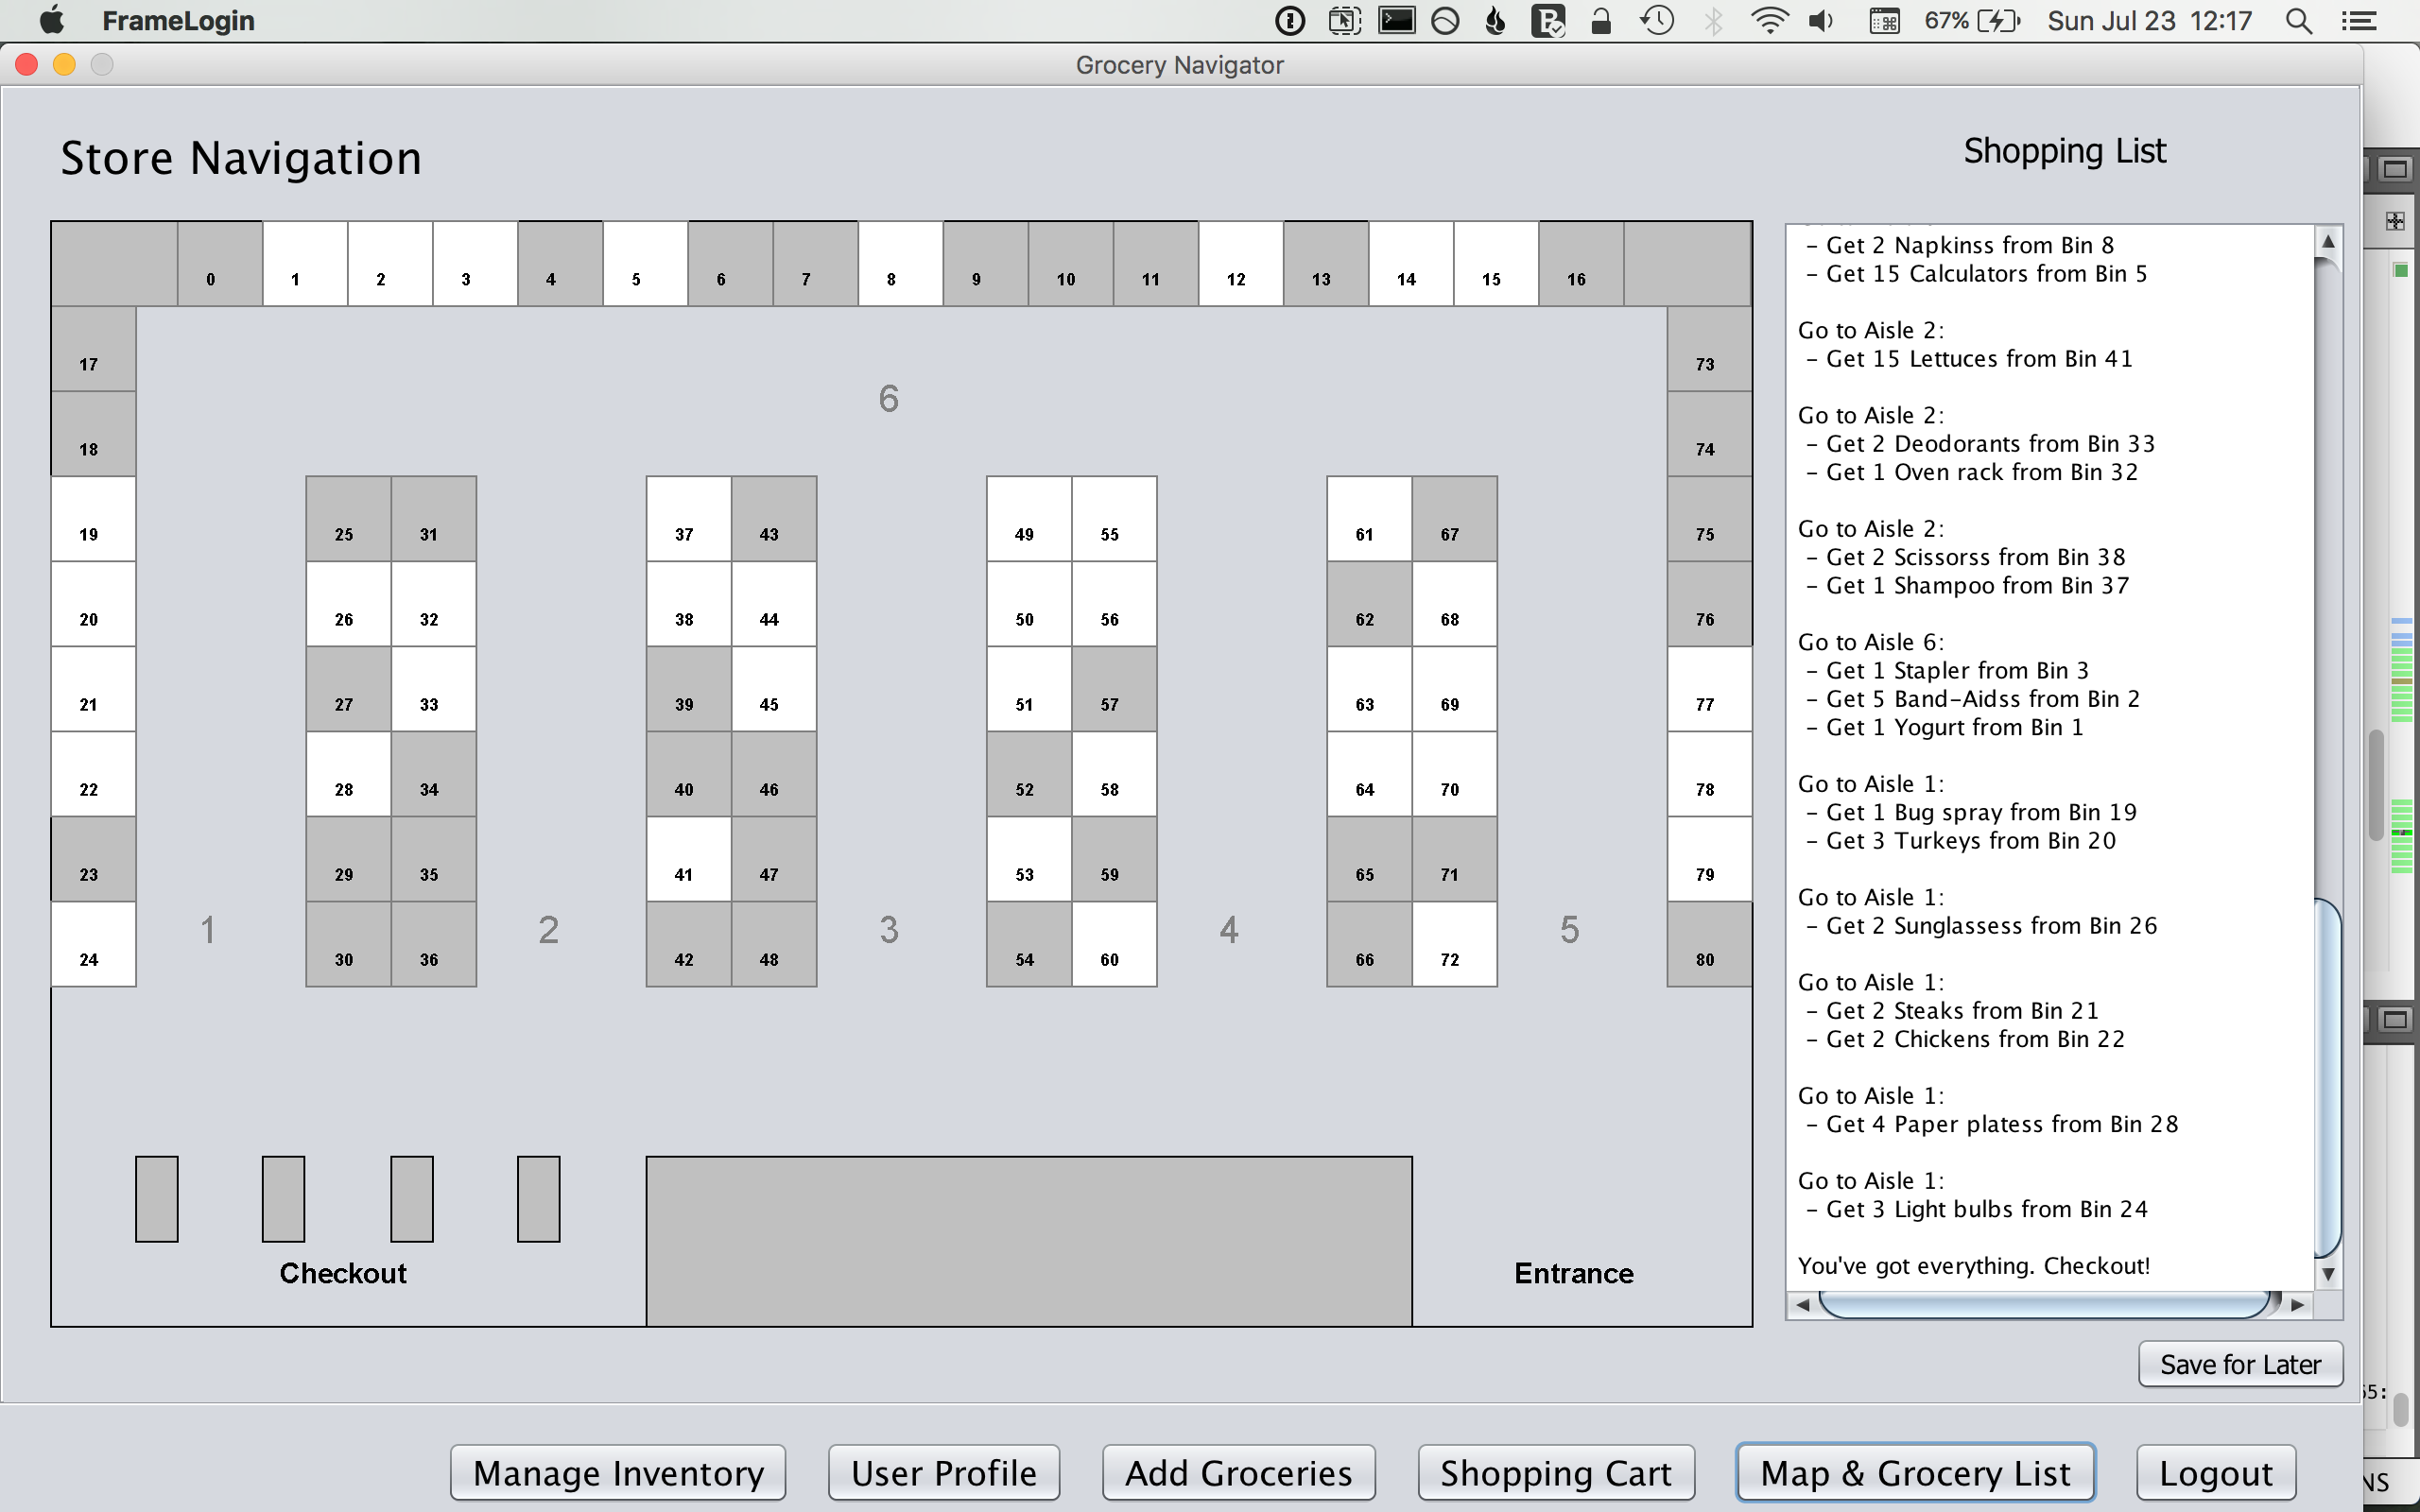 FrameLogin
67%
Sun Jul 23 12:17
Grocery Navigator
Store Navigation
Shopping List
0 1 2 3 4 5 6 7 8 9 10 11 12 13 14 15 16
17 73
6
18 74
19 25 31 37 43 49 55 61 67 75
20 26 32 38 44 50 56 62 68 76
21 27 33 39 45 51 57 63 69 77
22 28 34 40 46 52 58 64 70 78
23 29 35 41 47 53 59 65 71 79
1 2 3 4 5
24 30 36 42 48 54 60 66 72 80
Checkout
Entrance
- Get 2 Napkinss from Bin 8
- Get 15 Calculators from Bin 5
Go to Aisle 2:
- Get 15 Lettuces from Bin 41
Go to Aisle 2:
- Get 2 Deodorants from Bin 33
- Get 1 Oven rack from Bin 32
Go to Aisle 2:
- Get 2 Scissorss from Bin 38
- Get 1 Shampoo from Bin 37
Go to Aisle 6:
- Get 1 Stapler from Bin 3
- Get 5 Band-Aidss from Bin 2
- Get 1 Yogurt from Bin 1
Go to Aisle 1:
- Get 1 Bug spray from Bin 19
- Get 3 Turkeys from Bin 20
Go to Aisle 1:
- Get 2 Sunglassess from Bin 26
Go to Aisle 1:
- Get 2 Steaks from Bin 21
- Get 2 Chickens from Bin 22
Go to Aisle 1:
- Get 4 Paper platess from Bin 28
Go to Aisle 1:
- Get 3 Light bulbs from Bin 24
You've got everything. Checkout!
Save for Later
Manage Inventory
User Profile
Add Groceries
Shopping Cart
Map & Grocery List
Logout